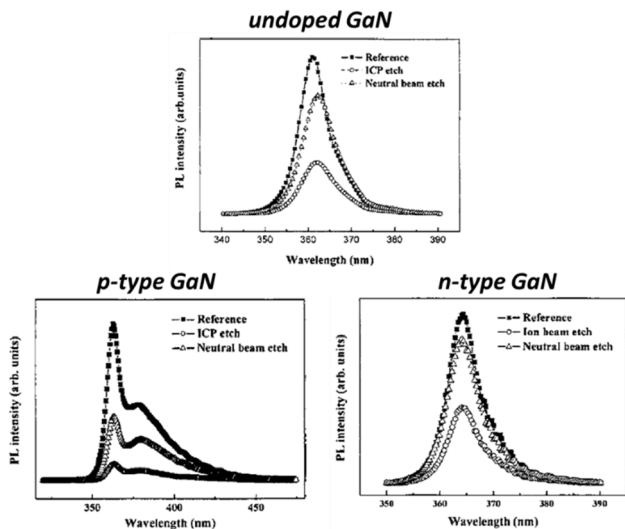 undoped GaN
PL intensity (arb.units)
Reference
ICP etch
Neutral beam etch
340 350 360 370 380 390
Wavelength (nm)
p-type GaN
PL intensity (arb. units)
Reference
ICP etch
Neutral beam etch
350 400 450
Wavelength (nm)
n-type GaN
PL intensity (arb. units)
Reference
Ion beam etch
Neutral beam etch
350 360 370 380 390
Wavelength (nm)